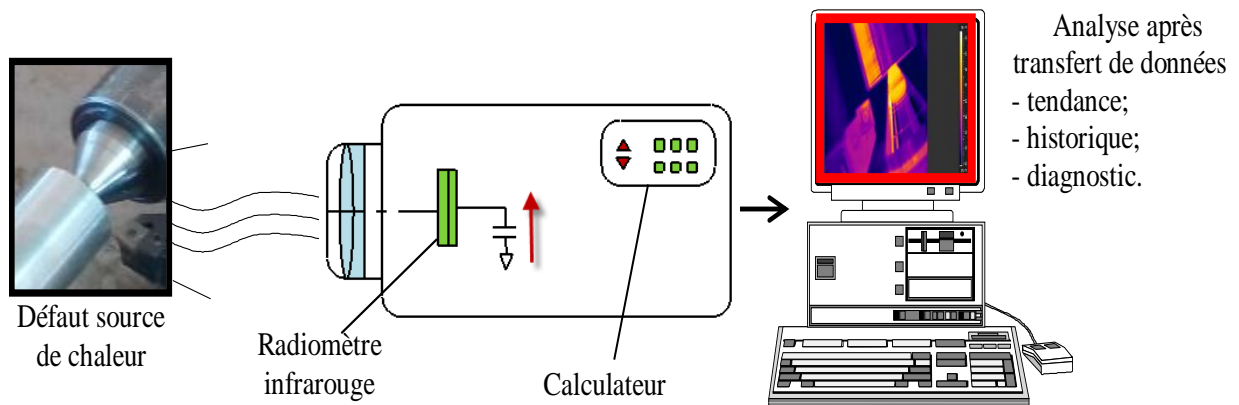 Défaut source
de chaleur
Radiomètre
infrarouge
Calculateur
Analyse après
transfert de données
- tendance;
- historique;
- diagnostic.